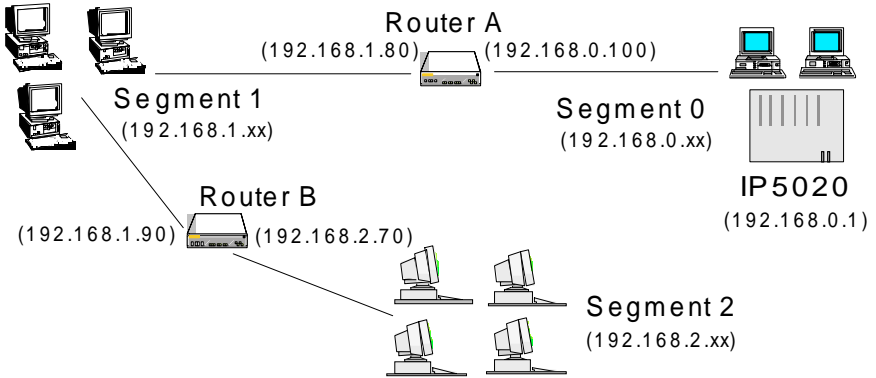 Router A
(192.168.1.80)
(192.168.0.100)
Segment 1
(192.168.1.xx)
Segment 0
(192.168.0.xx)
IP5020
(192.168.0.1)
Router B
(192.168.1.90)
(192.168.2.70)
Segment 2
(192.168.2.xx)